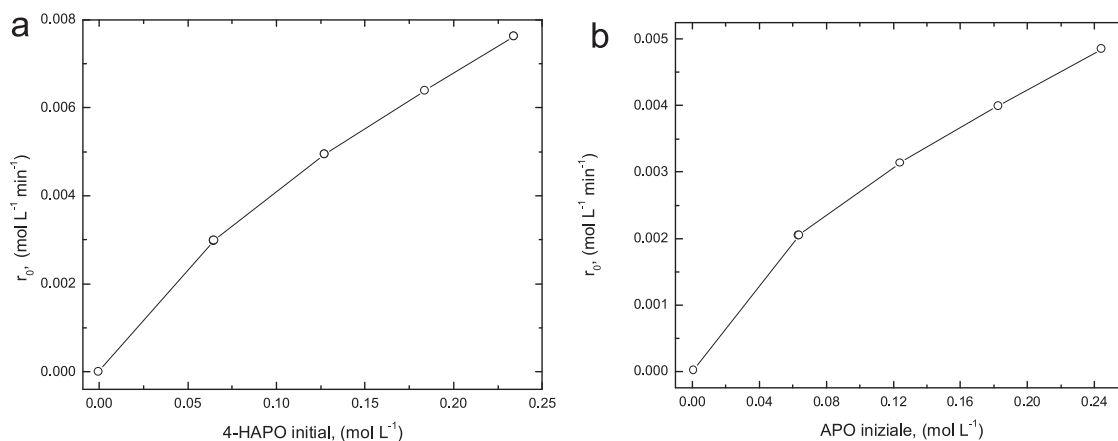 a
0.008
0.006
0.004
0.002
0.000
r₀, (mol L⁻¹ min⁻¹)
0.00 0.05 0.10 0.15 0.20 0.25
4-HAPO initial, (mol L⁻¹)
b
0.005
0.004
0.003
0.002
0.001
0.000
r₀, (mol L⁻¹ min⁻¹)
0.00 0.04 0.08 0.12 0.16 0.20 0.24
APO iniziale, (mol L⁻¹)